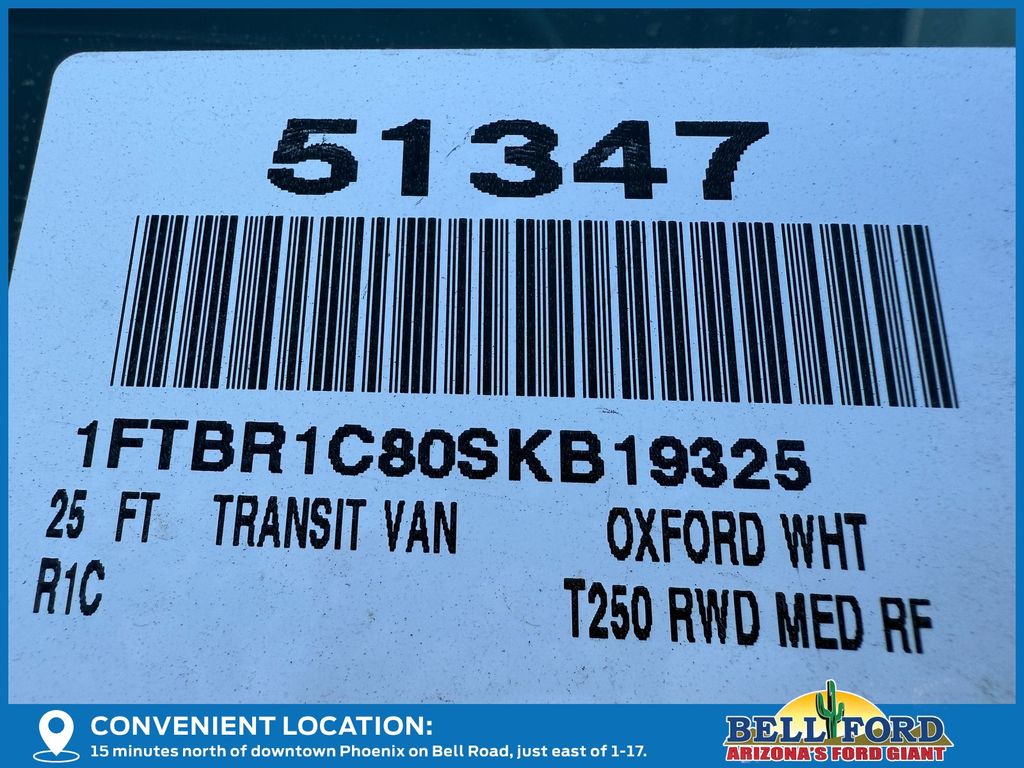 51347
1FTBR1C80SKB19325
25 FT TRANSIT VAN OXFORD WHT
R1C T250 RWD MED RF
CONVENIENT LOCATION:
15 minutes north of downtown Phoenix on Bell Road, just east of 1-17.
BELL FORD
ARIZONA'S FORD GIANT